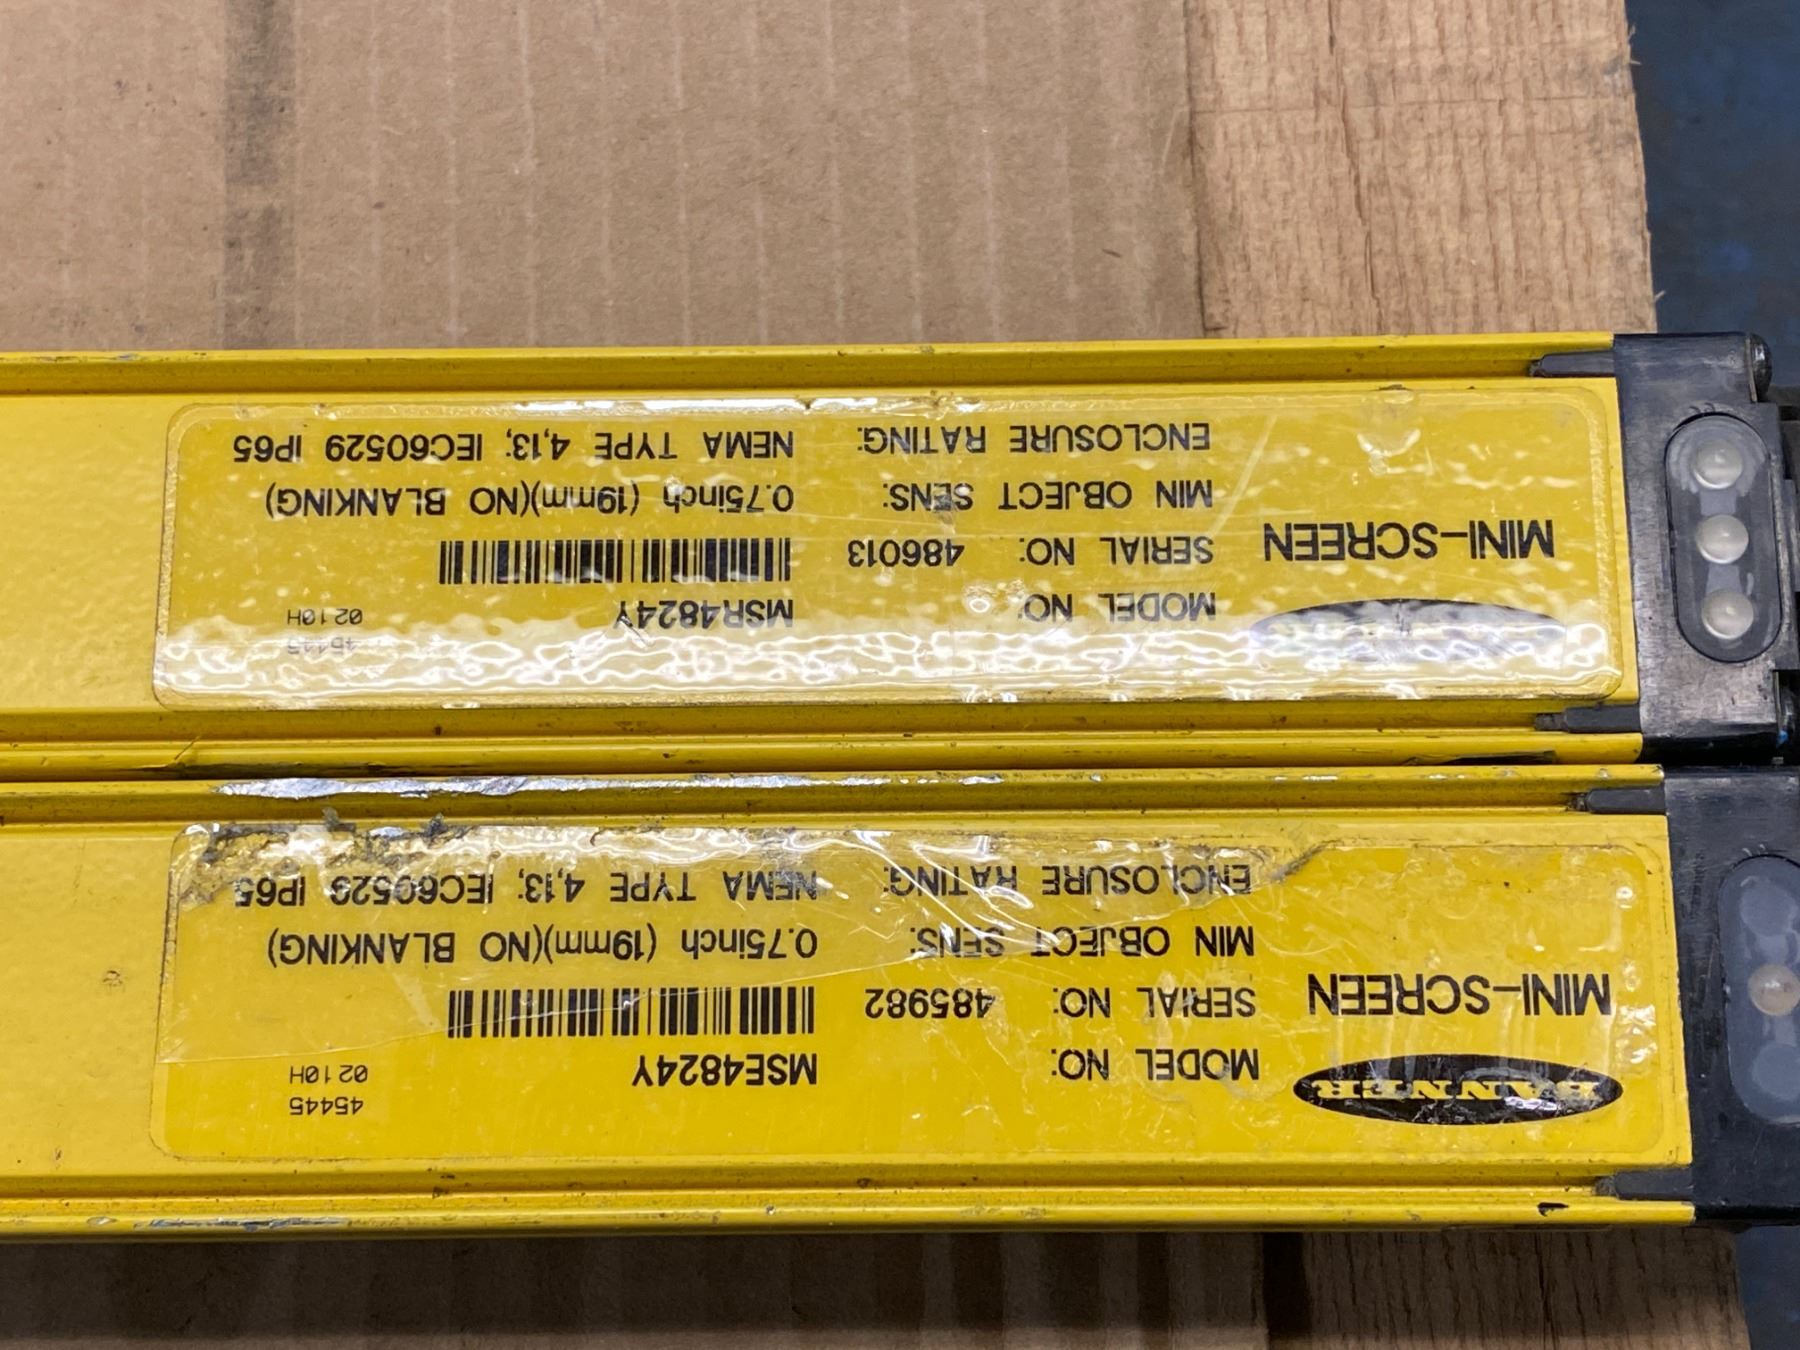 BANNER
MINI-SCREEN
MODEL NO: MSE4824Y
45445
0210H
SERIAL NO: 485982
MIN OBJECT SENS: 0.75inch (19mm)(NO BLANKING)
ENCLOSURE RATING: NEMA TYPE 4,13; IEC60529 IP65
MINI-SCREEN
MODEL NO: MSR4824Y
45445
0210H
SERIAL NO: 486013
MIN OBJECT SENS: 0.75inch (19mm)(NO BLANKING)
ENCLOSURE RATING: NEMA TYPE 4,13; IEC60529 IP65